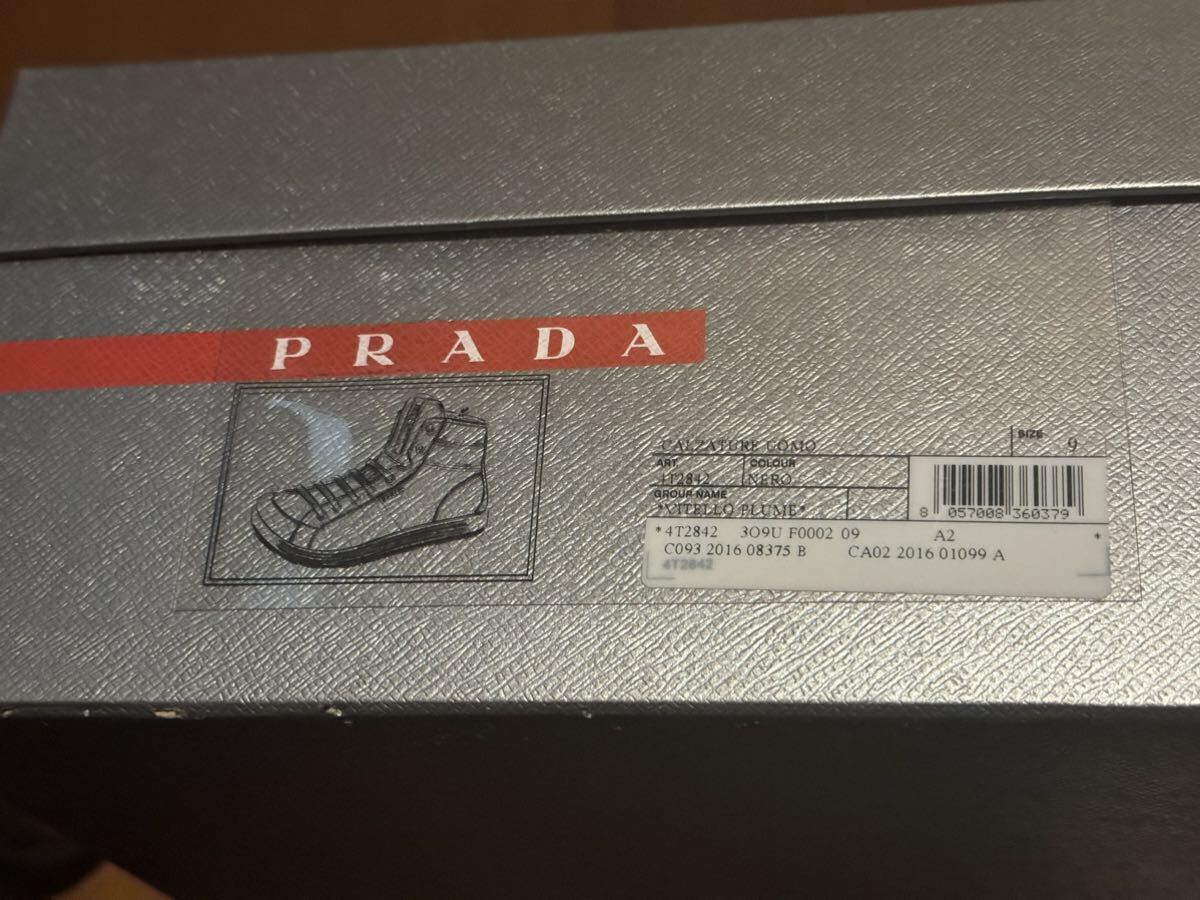 PRADA
CALZATURE UOMO
SIZE 9
ART. COLOUR
4T2842 NERO
GROUP NAME
*VITELLO PLUME*
8 057008 360379
*4T2842 3O9U F0002 09 A2 *
C093 2016 08375 B CA02 2016 01099 A
4T2842